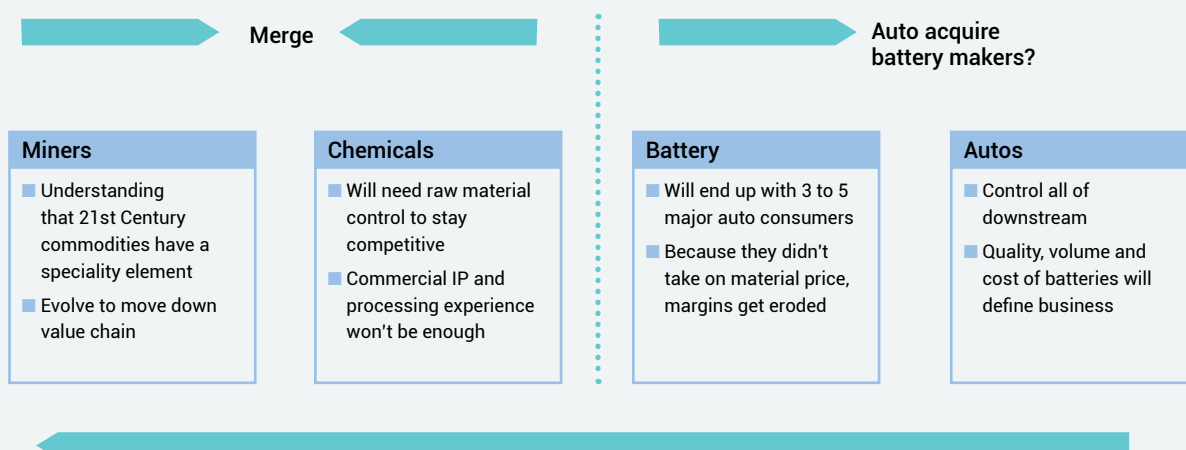 Merge
Auto acquire
battery makers?
Miners
Understanding
that 21st Century
commodities have a
speciality element
Evolve to move down
value chain
Chemicals
Will need raw material
control to stay
competitive
Commercial IP and
processing experience
won't be enough
Battery
Will end up with 3 to 5
major auto consumers
Because they didn't
take on material price,
margins get eroded
Autos
Control all of
downstream
Quality, volume and
cost of batteries will
define business